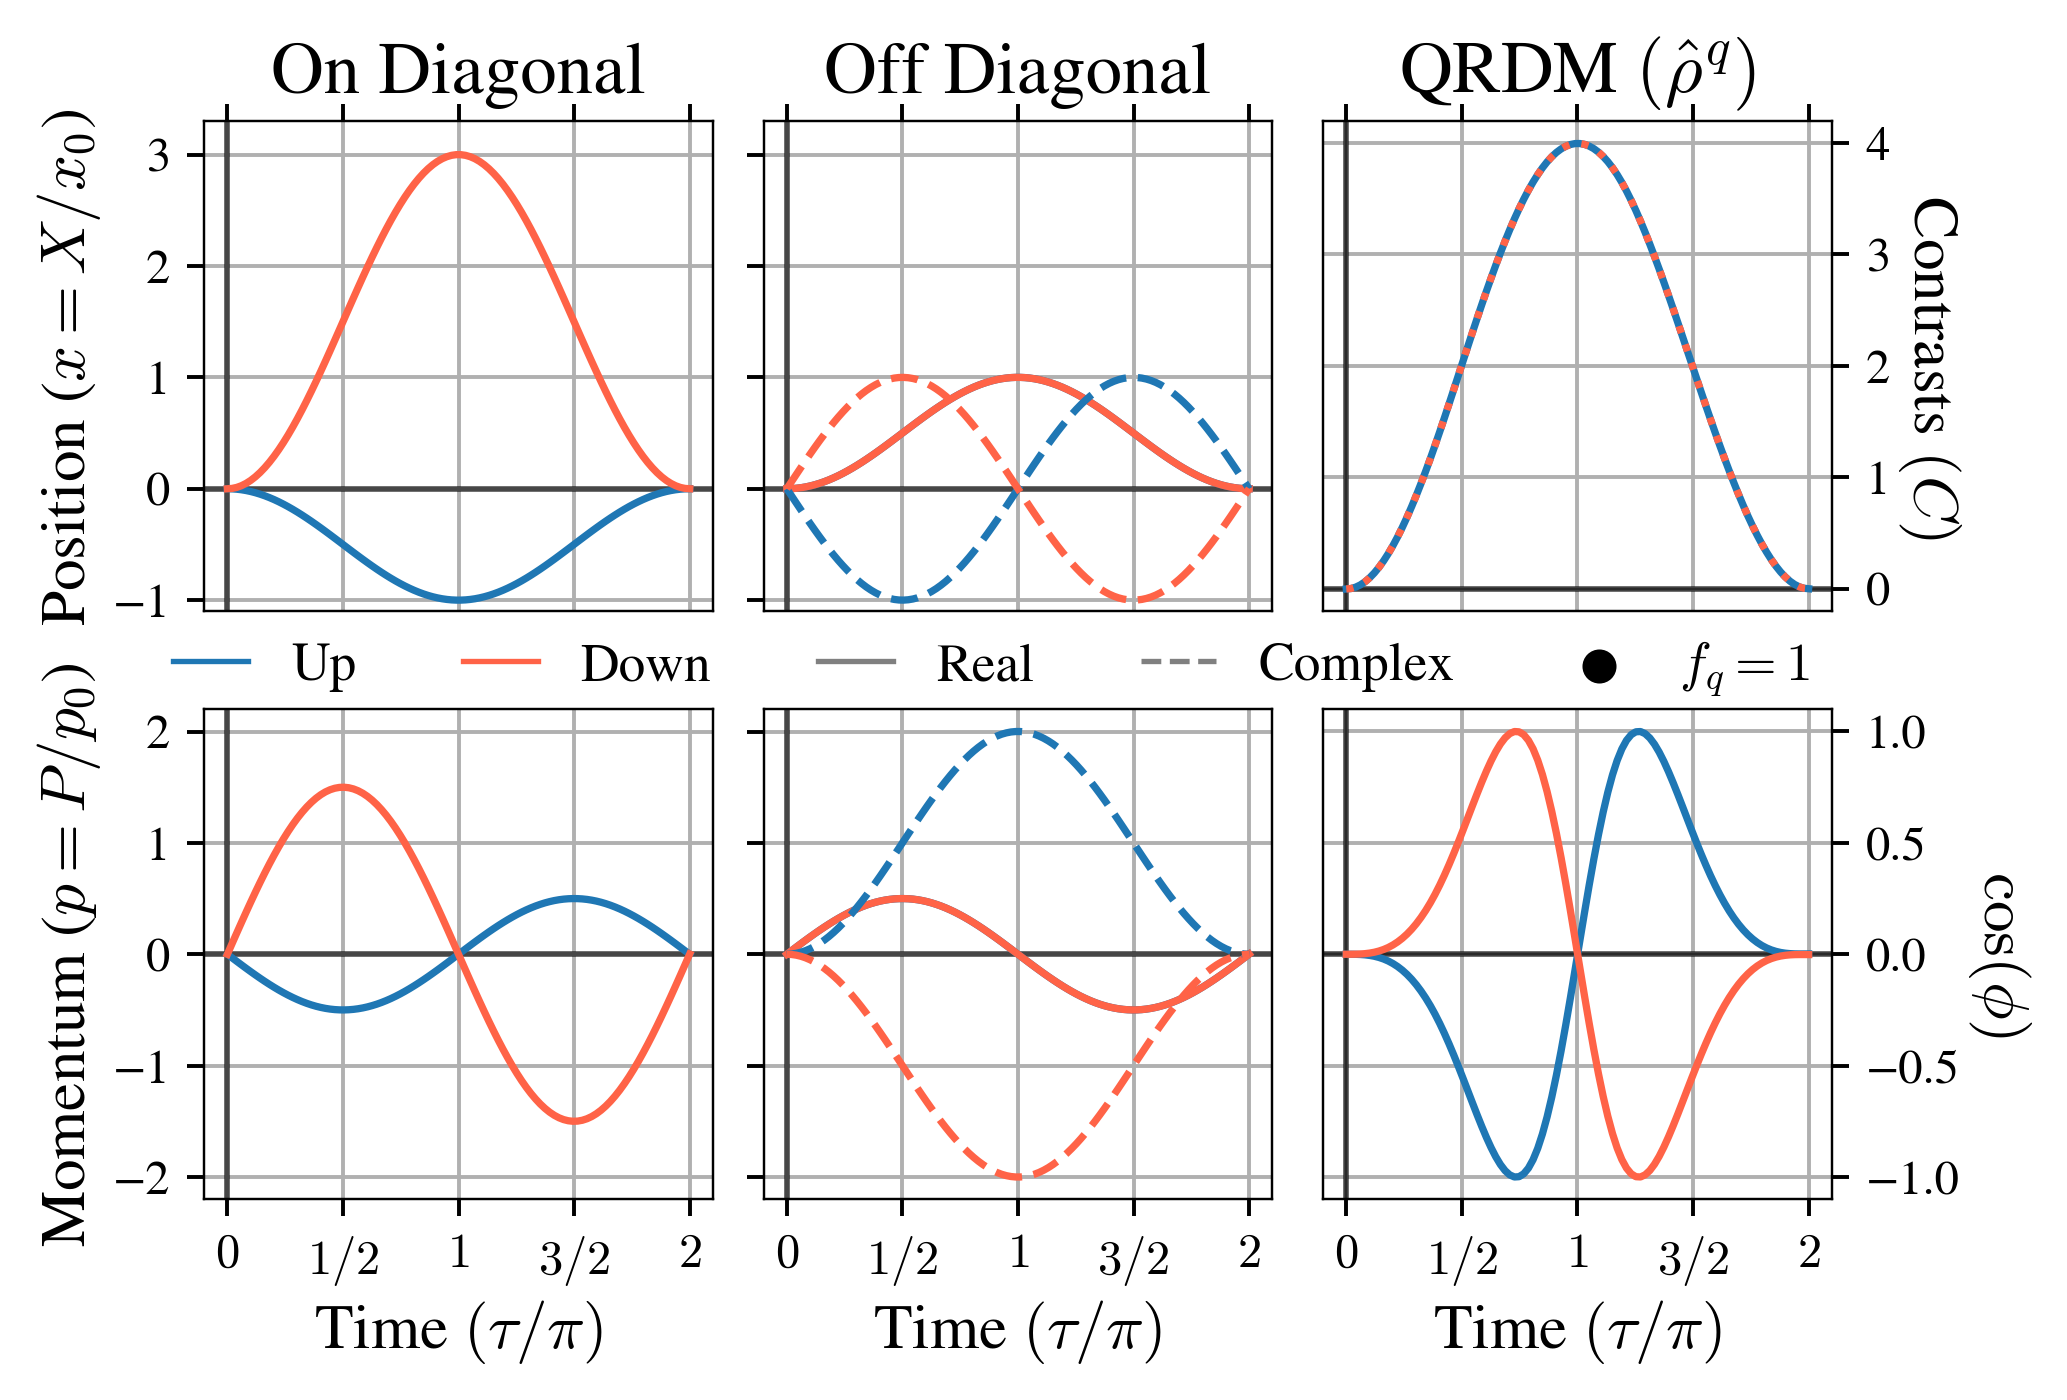 On Diagonal
Off Diagonal
QRDM (ρ̂^q)
Position (x = X/x₀)
3
2
1
0
−1
4
3
2
1
0
Contrasts (C)
Up
Down
Real
Complex
f_q = 1
Momentum (p = P/p₀)
2
1
0
−1
−2
1.0
0.5
0.0
−0.5
−1.0
cos(ϕ)
0 1/2 1 3/2 2
0 1/2 1 3/2 2
0 1/2 1 3/2 2
Time (τ/π)
Time (τ/π)
Time (τ/π)